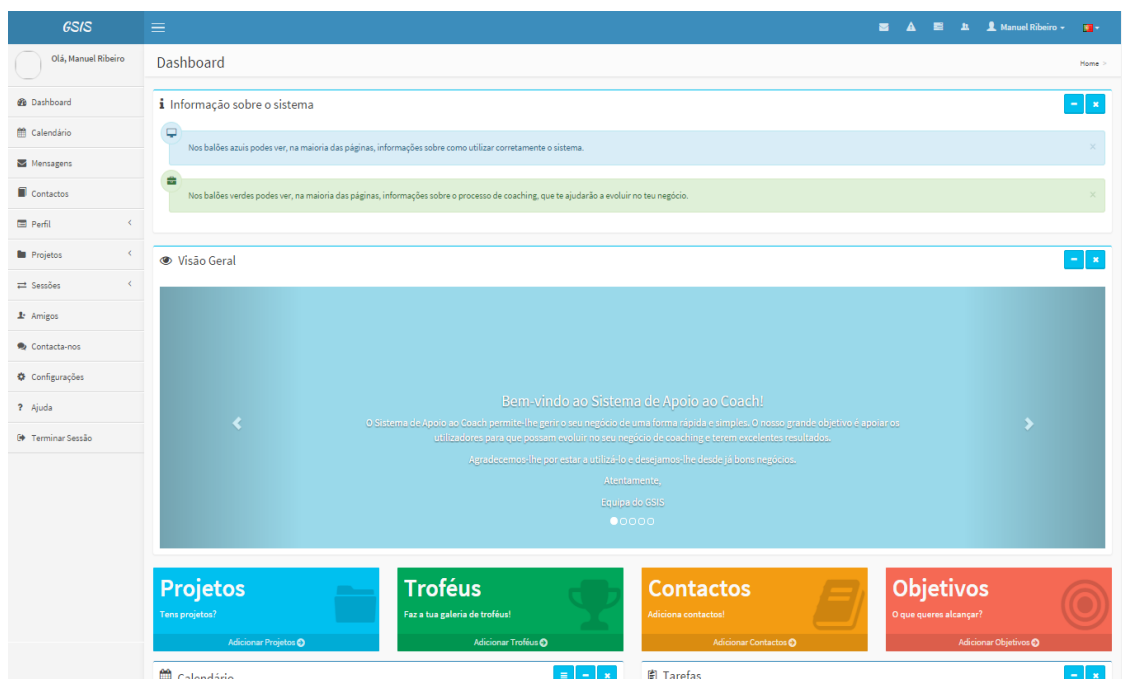 GSIS
Manuel Ribeiro
Olá, Manuel Ribeiro
Dashboard
Home >
Dashboard
Calendário
Mensagens
Contactos
Perfil
Projetos
Sessões
Amigos
Contacta-nos
Configurações
? Ajuda
Terminar Sessão
Informação sobre o sistema
Nos balões azuis podes ver, na maioria das páginas, informações sobre como utilizar corretamente o sistema.
Nos balões verdes podes ver, na maioria das páginas, informações sobre o processo de coaching, que te ajudarão a evoluir no teu negócio.
Visão Geral
Bem-vindo ao Sistema de Apoio ao Coach!
O Sistema de Apoio ao Coach permite-lhe gerir o seu negócio de uma forma rápida e simples. O nosso grande objetivo é apoiar os
utilizadores para que possam evoluir no seu negócio de coaching e terem excelentes resultados.
Agradecemos-lhe por estar a utilizá-lo e desejamos-lhe desde já bons negócios.
Atentamente,
Equipa do GSIS
Projetos
Tens projetos?
Adicionar Projetos
Troféus
Faz a tua galeria de troféus!
Adicionar Troféus
Contactos
Adiciona contactos!
Adicionar Contactos
Objetivos
O que queres alcançar?
Adicionar Objetivos
Calendário
Tarefas